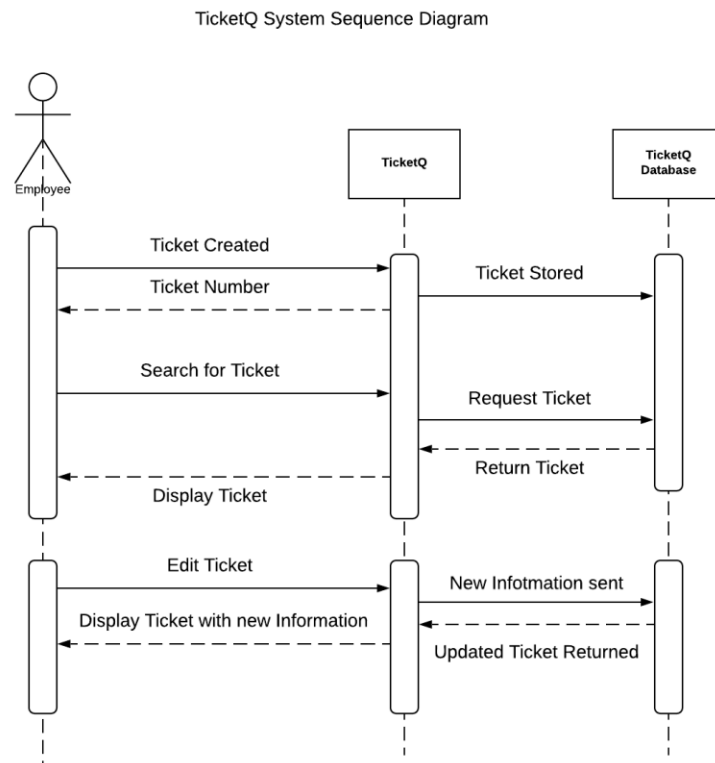 TicketQ System Sequence Diagram
Employee
TicketQ
TicketQ
Database
Ticket Created
Ticket Stored
Ticket Number
Search for Ticket
Request Ticket
Return Ticket
Display Ticket
Edit Ticket
New Infotmation sent
Display Ticket with new Information
Updated Ticket Returned